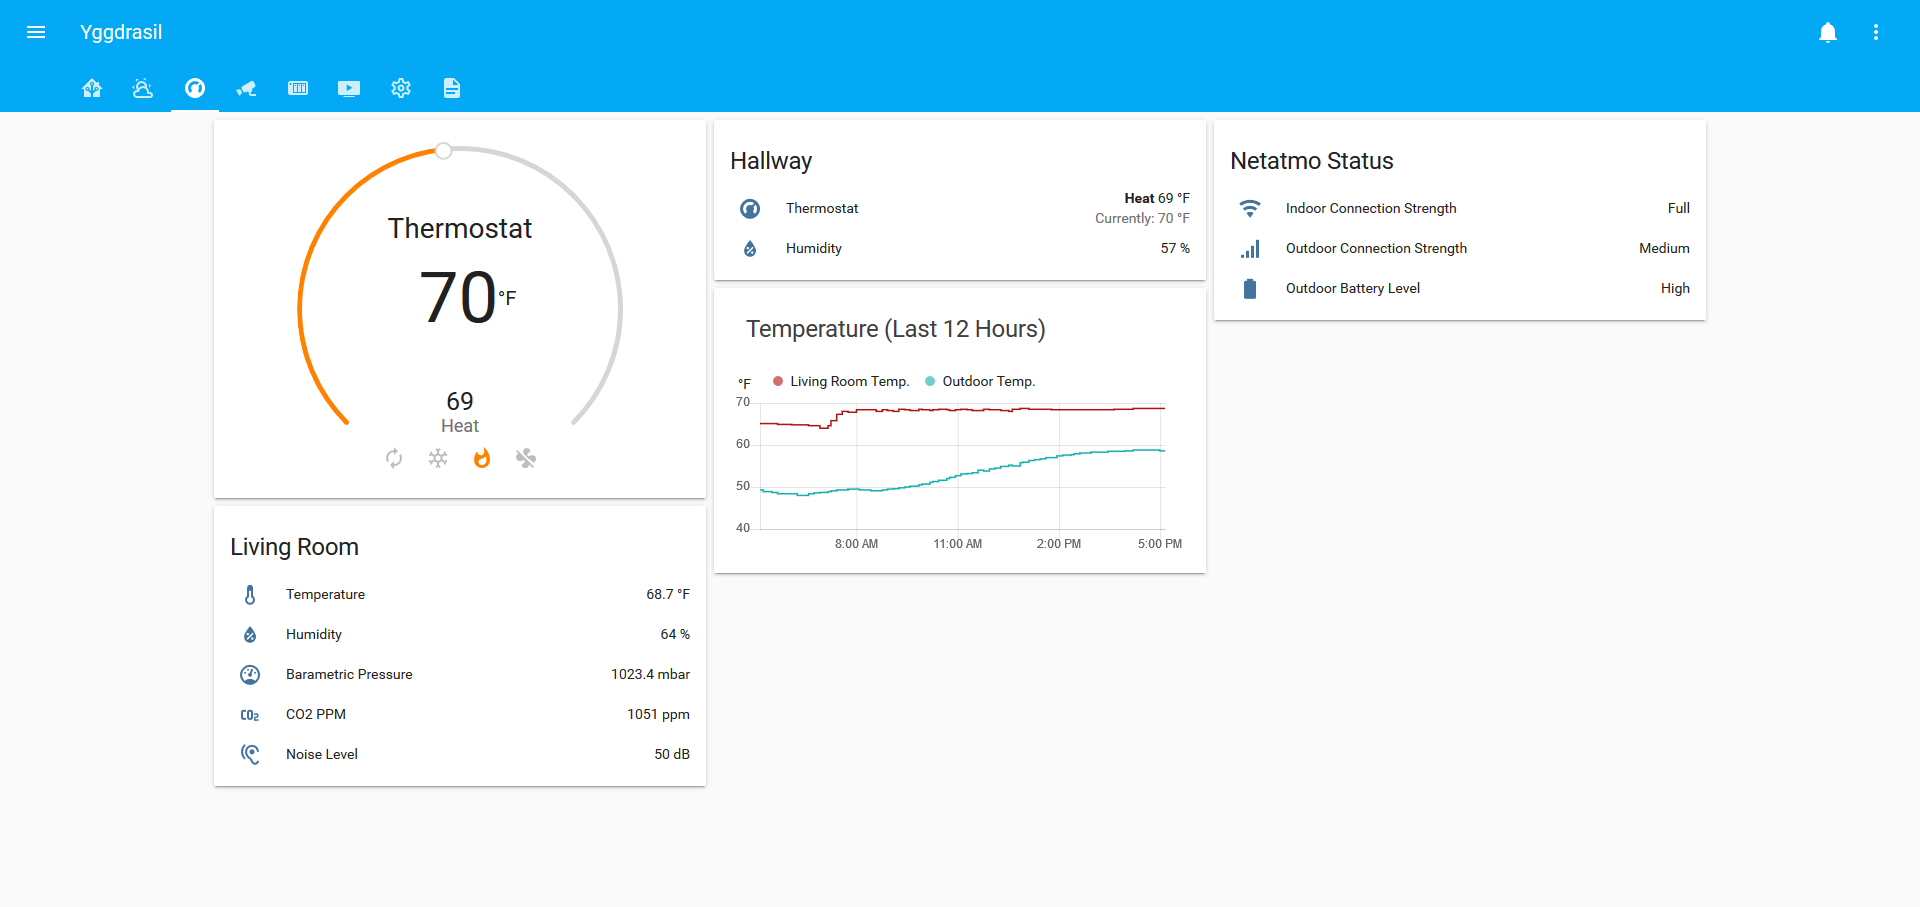 Yggdrasil
Thermostat
70 °F
69
Heat
Living Room
Temperature 68.7 °F
Humidity 64 %
Barametric Pressure 1023.4 mbar
CO2 PPM 1051 ppm
Noise Level 50 dB
Hallway
Thermostat Heat 69 °F
Currently: 70 °F
Humidity 57 %
Temperature (Last 12 Hours)
°F Living Room Temp. Outdoor Temp.
70
60
50
40
8:00 AM 11:00 AM 2:00 PM 5:00 PM
Netatmo Status
Indoor Connection Strength Full
Outdoor Connection Strength Medium
Outdoor Battery Level High